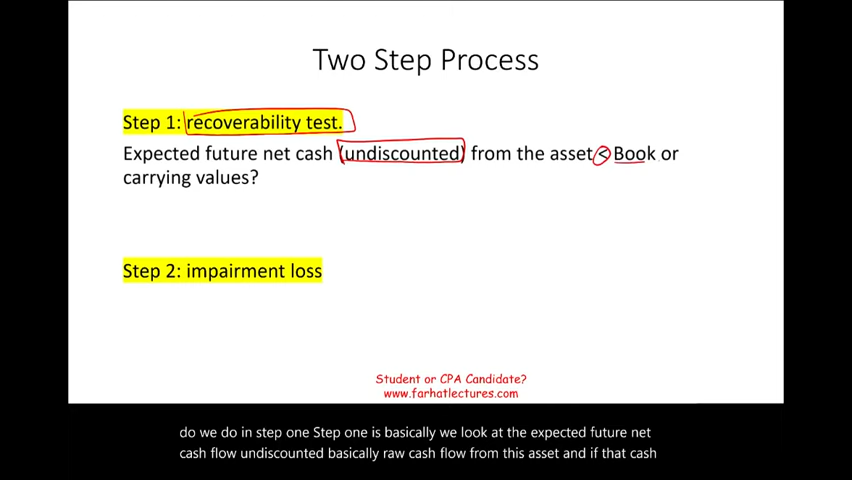 Two Step Process
Step 1: recoverability test.
Expected future net cash (undiscounted) from the asset < Book or
carrying values?
Step 2: impairment loss
Student or CPA Candidate?
www.farhatlectures.com
do we do in step one Step one is basically we look at the expected future net
cash flow undiscounted basically raw cash flow from this asset and if that cash